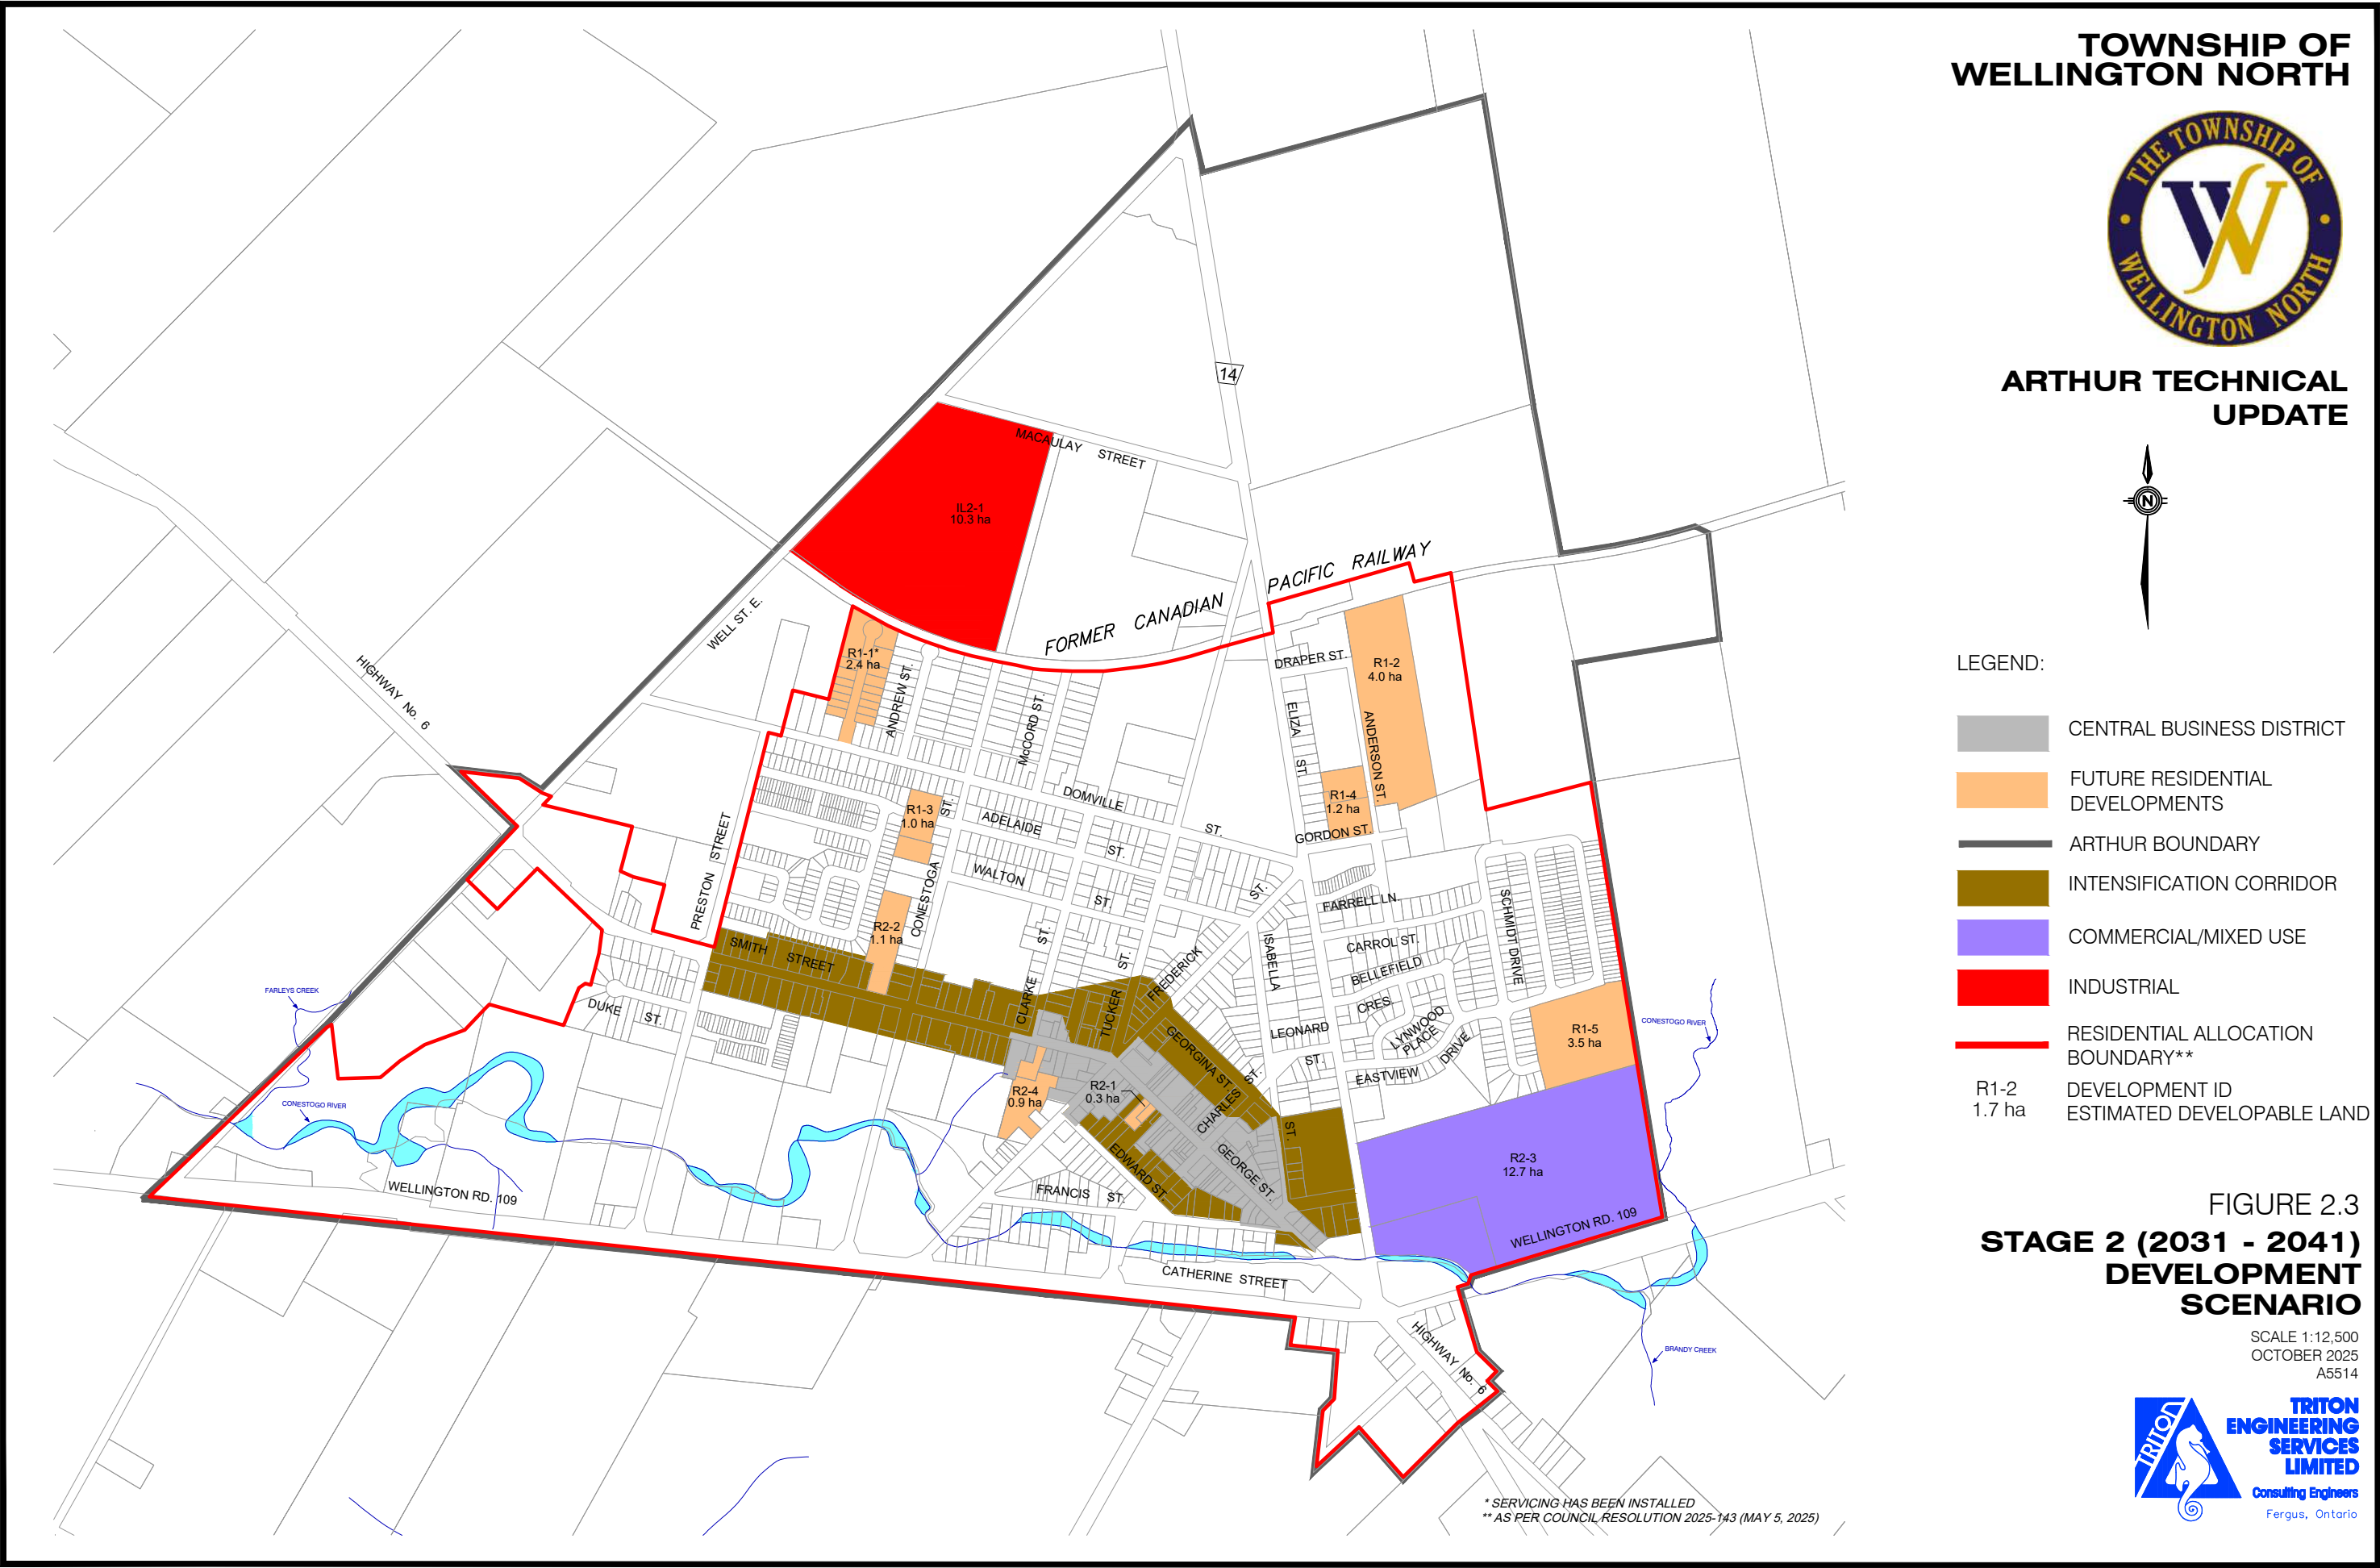 TOWNSHIP OF
WELLINGTON NORTH
THE TOWNSHIP OF
WELLINGTON NORTH
ARTHUR TECHNICAL
UPDATE
N
LEGEND:
CENTRAL BUSINESS DISTRICT
FUTURE RESIDENTIAL
DEVELOPMENTS
ARTHUR BOUNDARY
INTENSIFICATION CORRIDOR
COMMERCIAL/MIXED USE
INDUSTRIAL
RESIDENTIAL ALLOCATION
BOUNDARY**
R1-2
1.7 ha
DEVELOPMENT ID
ESTIMATED DEVELOPABLE LAND
FIGURE 2.3
STAGE 2 (2031 - 2041)
DEVELOPMENT
SCENARIO
SCALE 1:12,500
OCTOBER 2025
A5514
TRITON
TRITON
ENGINEERING
SERVICES
LIMITED
Consulting Engineers
Fergus, Ontario
14
MACAULAY STREET
IL2-1
10.3 ha
FORMER CANADIAN PACIFIC RAILWAY
WELL ST. E.
HIGHWAY No. 6
R1-1*
2.4 ha
ANDREW ST.
McCORD ST.
DRAPER ST.
R1-2
4.0 ha
ELIZA ST.
ANDERSON ST.
R1-4
1.2 ha
GORDON ST.
DOMVILLE ST.
R1-3
1.0 ha
ADELAIDE ST.
PRESTON STREET
CONESTOGA ST.
WALTON ST.
R2-2
1.1 ha
SMITH STREET
CLARKE ST.
TUCKER ST.
FREDERICK ST.
ISABELLA ST.
FARRELL LN.
CARROL ST.
BELLEFIELD CRES.
SCHMIDT DRIVE
LEONARD ST.
LYNWOOD
PLACE
EASTVIEW DRIVE
R1-5
3.5 ha
FARLEYS CREEK
DUKE ST.
CONESTOGO RIVER
CONESTOGO RIVER
GEORGINA ST.
CHARLES ST.
GEORGE ST.
EDWARD ST.
R2-4
0.9 ha
R2-1
0.3 ha
R2-3
12.7 ha
FRANCIS ST.
WELLINGTON RD. 109
WELLINGTON RD. 109
CATHERINE STREET
HIGHWAY No. 6
BRANDY CREEK
* SERVICING HAS BEEN INSTALLED
** AS PER COUNCIL RESOLUTION 2025-143 (MAY 5, 2025)